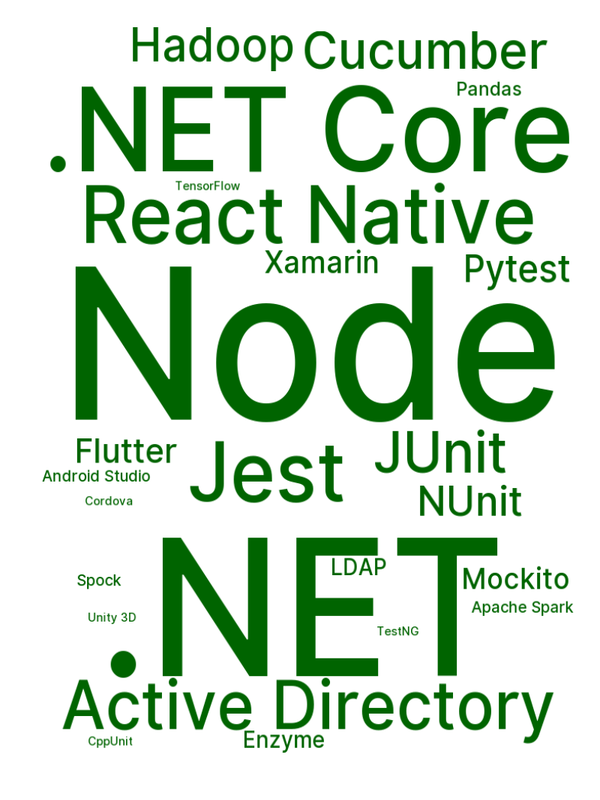 Hadoop Cucumber
Pandas
.NET Core
TensorFlow
React Native
Xamarin
Pytest
Node
Flutter
Jest
JUnit
Android Studio
NUnit
Cordova
.NET
LDAP
Spock
Mockito
Apache Spark
Unity 3D
TestNG
Active Directory
CppUnit
Enzyme